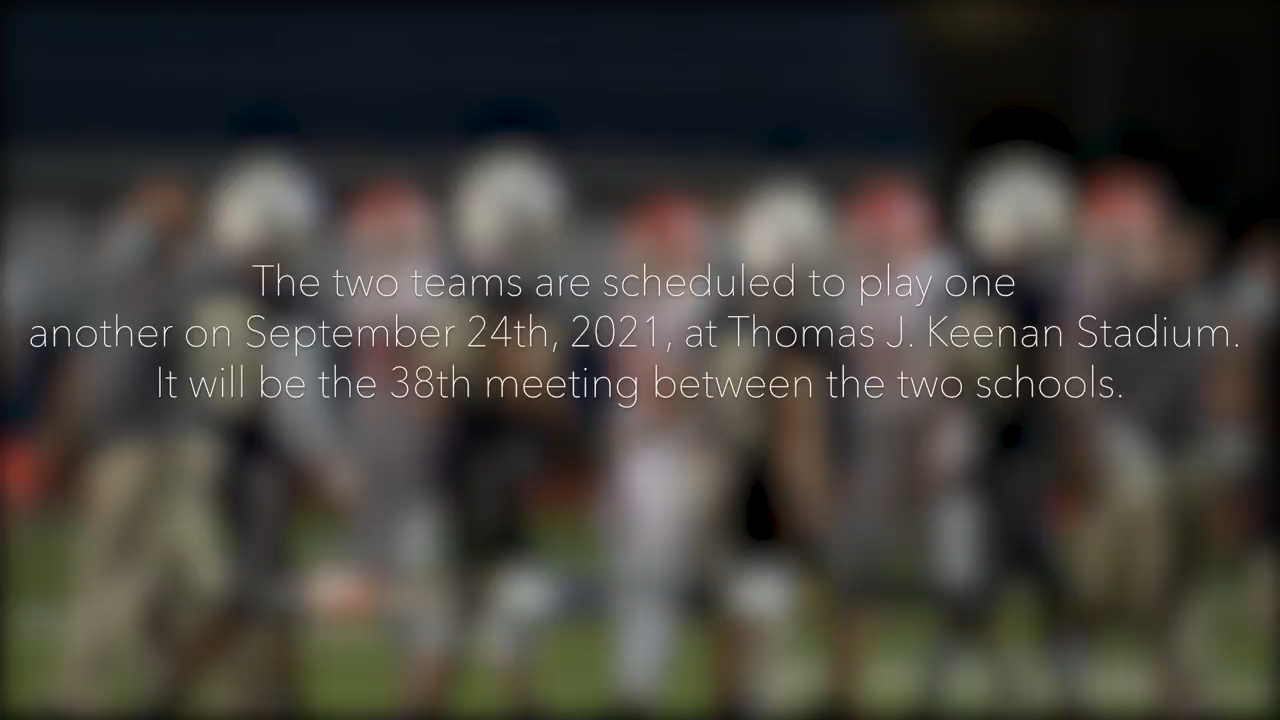 The two teams are scheduled to play one
another on September 24th, 2021, at Thomas J. Keenan Stadium.
It will be the 38th meeting between the two schools.